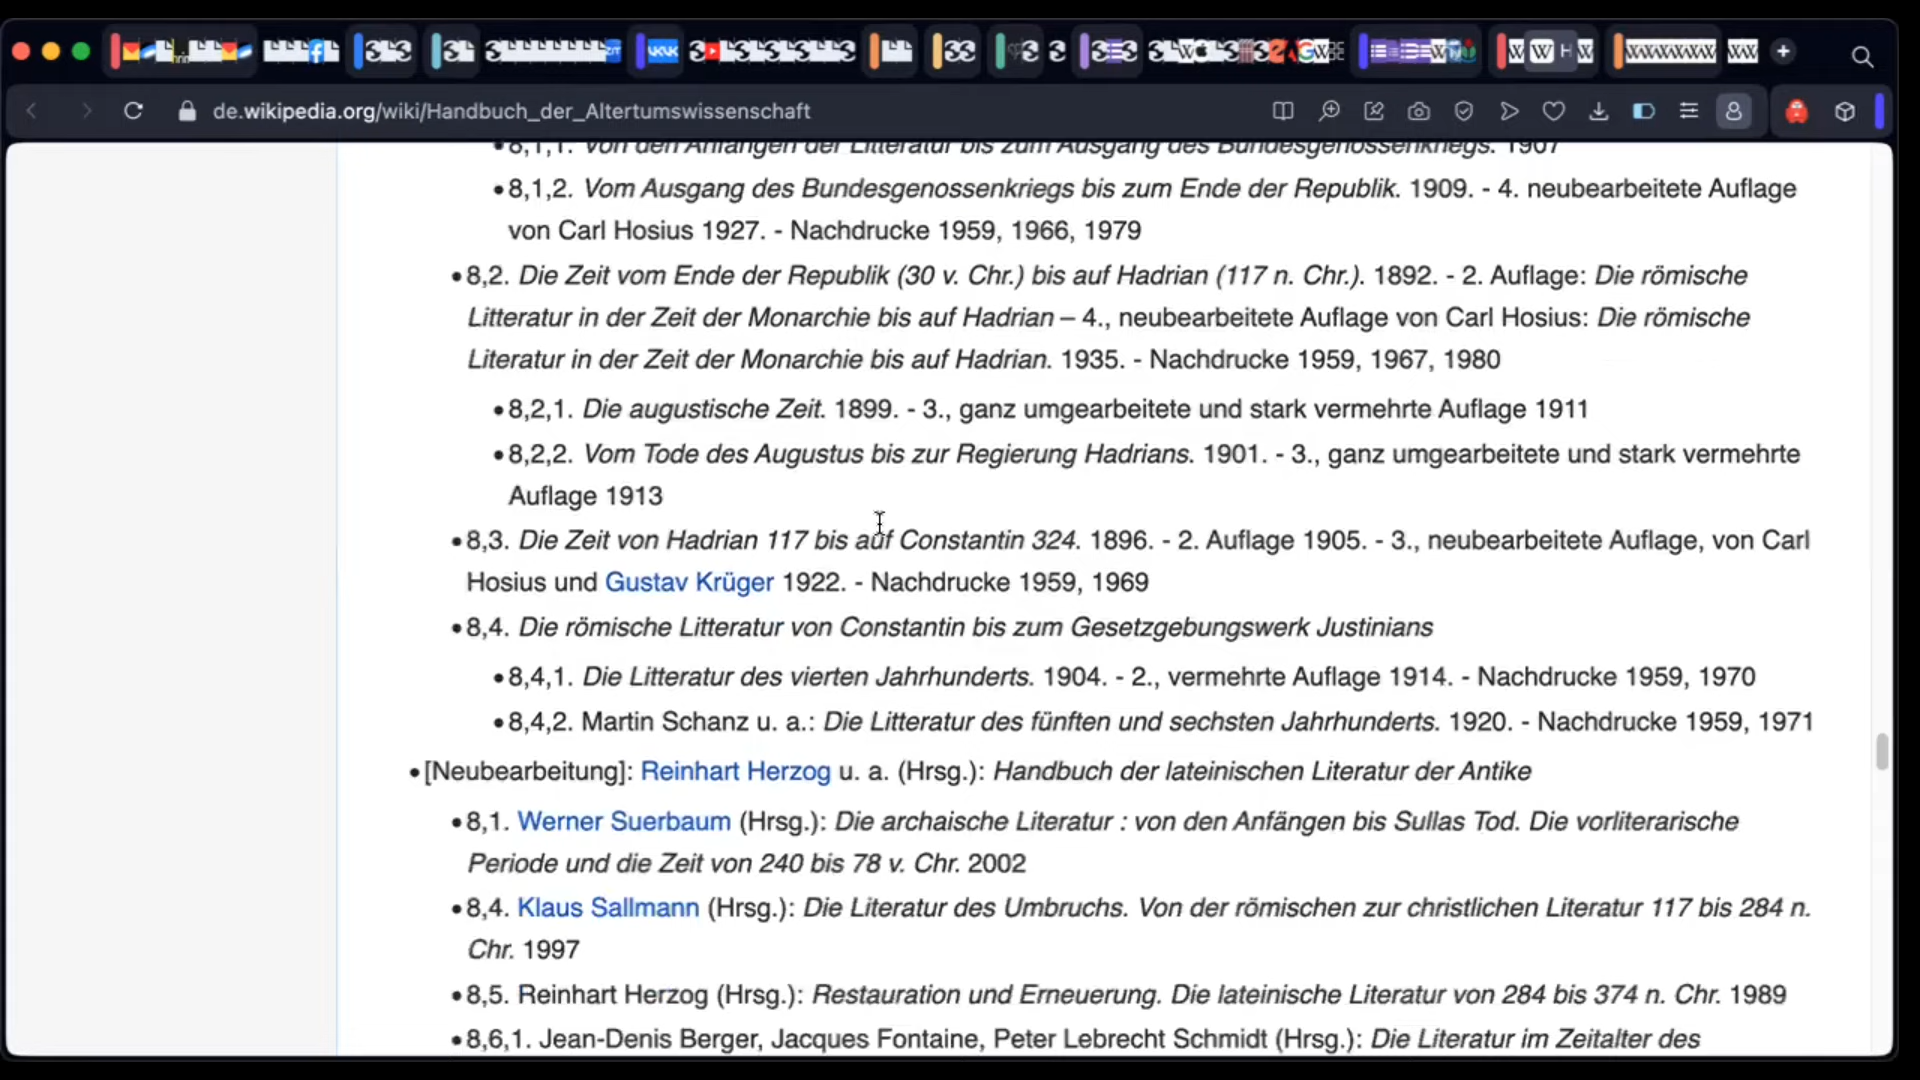 de.wikipedia.org/wiki/Handbuch_der_Altertumswissenschaft
•8,1,1. Von den Anfängen der Litteratur bis zum Ausgang des Bundesgenossenkriegs. 1907
•8,1,2. Vom Ausgang des Bundesgenossenkriegs bis zum Ende der Republik. 1909. - 4. neubearbeitete Auflage
von Carl Hosius 1927. - Nachdrucke 1959, 1966, 1979
•8,2. Die Zeit vom Ende der Republik (30 v. Chr.) bis auf Hadrian (117 n. Chr.). 1892. - 2. Auflage: Die römische
Litteratur in der Zeit der Monarchie bis auf Hadrian – 4., neubearbeitete Auflage von Carl Hosius: Die römische
Literatur in der Zeit der Monarchie bis auf Hadrian. 1935. - Nachdrucke 1959, 1967, 1980
•8,2,1. Die augustische Zeit. 1899. - 3., ganz umgearbeitete und stark vermehrte Auflage 1911
•8,2,2. Vom Tode des Augustus bis zur Regierung Hadrians. 1901. - 3., ganz umgearbeitete und stark vermehrte
Auflage 1913
•8,3. Die Zeit von Hadrian 117 bis auf Constantin 324. 1896. - 2. Auflage 1905. - 3., neubearbeitete Auflage, von Carl
Hosius und Gustav Krüger 1922. - Nachdrucke 1959, 1969
•8,4. Die römische Litteratur von Constantin bis zum Gesetzgebungswerk Justinians
•8,4,1. Die Litteratur des vierten Jahrhunderts. 1904. - 2., vermehrte Auflage 1914. - Nachdrucke 1959, 1970
•8,4,2. Martin Schanz u. a.: Die Litteratur des fünften und sechsten Jahrhunderts. 1920. - Nachdrucke 1959, 1971
•[Neubearbeitung]: Reinhart Herzog u. a. (Hrsg.): Handbuch der lateinischen Literatur der Antike
•8,1. Werner Suerbaum (Hrsg.): Die archaische Literatur : von den Anfängen bis Sullas Tod. Die vorliterarische
Periode und die Zeit von 240 bis 78 v. Chr. 2002
•8,4. Klaus Sallmann (Hrsg.): Die Literatur des Umbruchs. Von der römischen zur christlichen Literatur 117 bis 284 n.
Chr. 1997
•8,5. Reinhart Herzog (Hrsg.): Restauration und Erneuerung. Die lateinische Literatur von 284 bis 374 n. Chr. 1989
•8,6,1. Jean-Denis Berger, Jacques Fontaine, Peter Lebrecht Schmidt (Hrsg.): Die Literatur im Zeitalter des